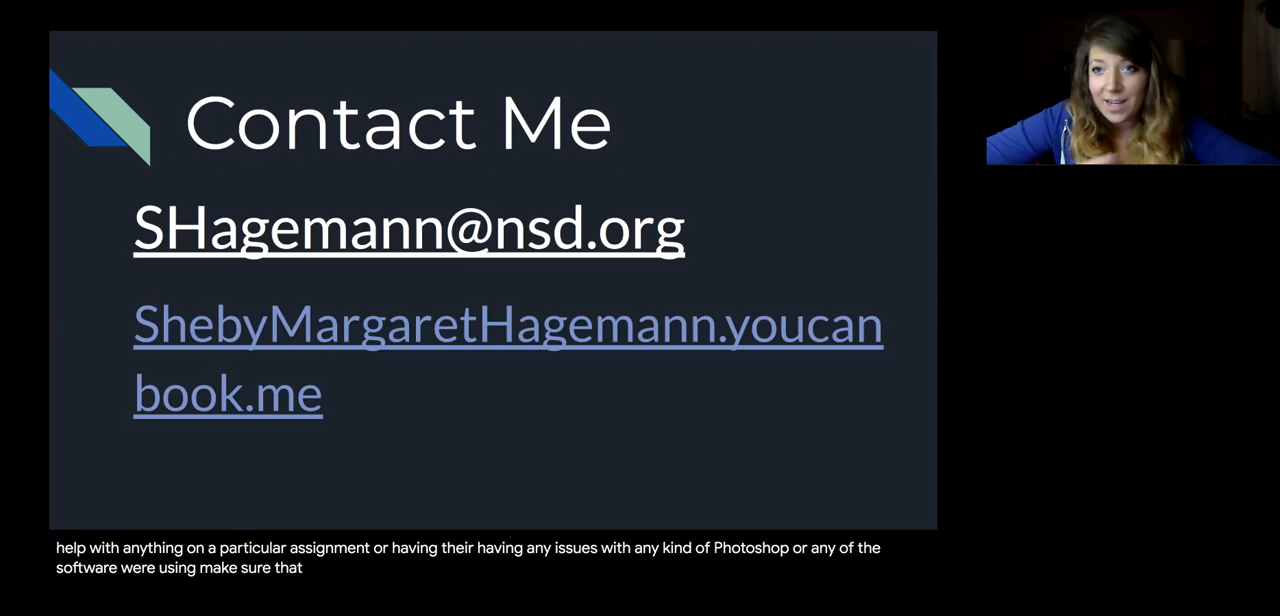 Contact Me
SHagemann@nsd.org
ShebyMargaretHagemann.youcan
book.me
help with anything on a particular assignment or having their having any issues with any kind of Photoshop or any of the
software were using make sure that